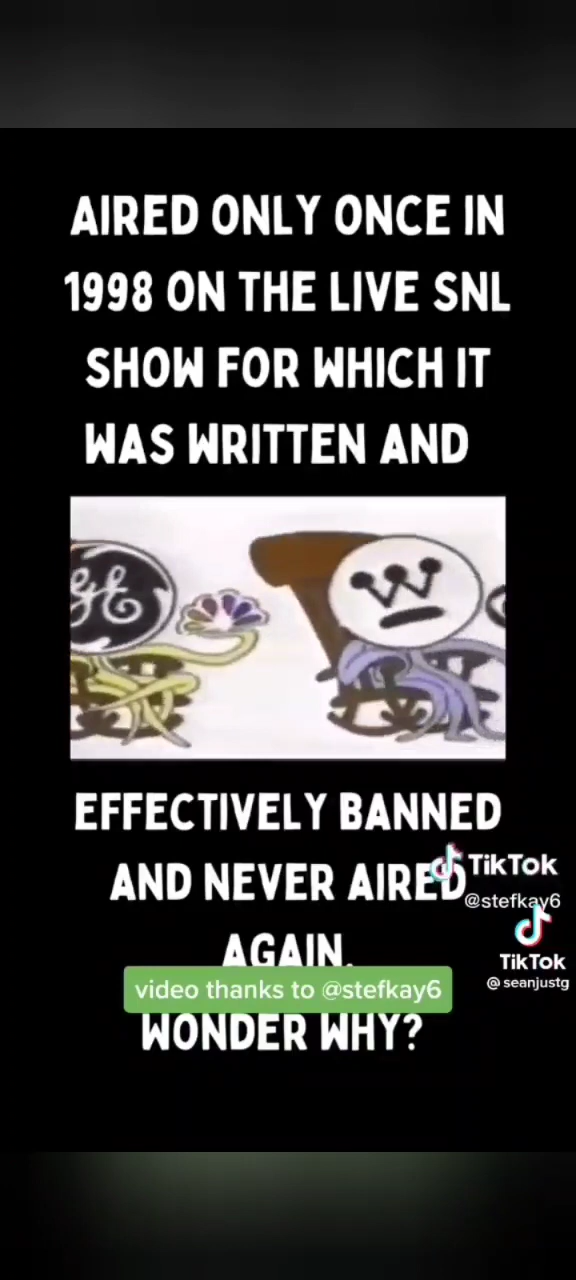 AIRED ONLY ONCE IN
1998 ON THE LIVE SNL
SHOW FOR WHICH IT
WAS WRITTEN AND
GE
W
EFFECTIVELY BANNED
AND NEVER AIRED
TikTok
@stefkay6
AGAIN.
TikTok
@seanjustg
video thanks to @stefkay6
WONDER WHY?